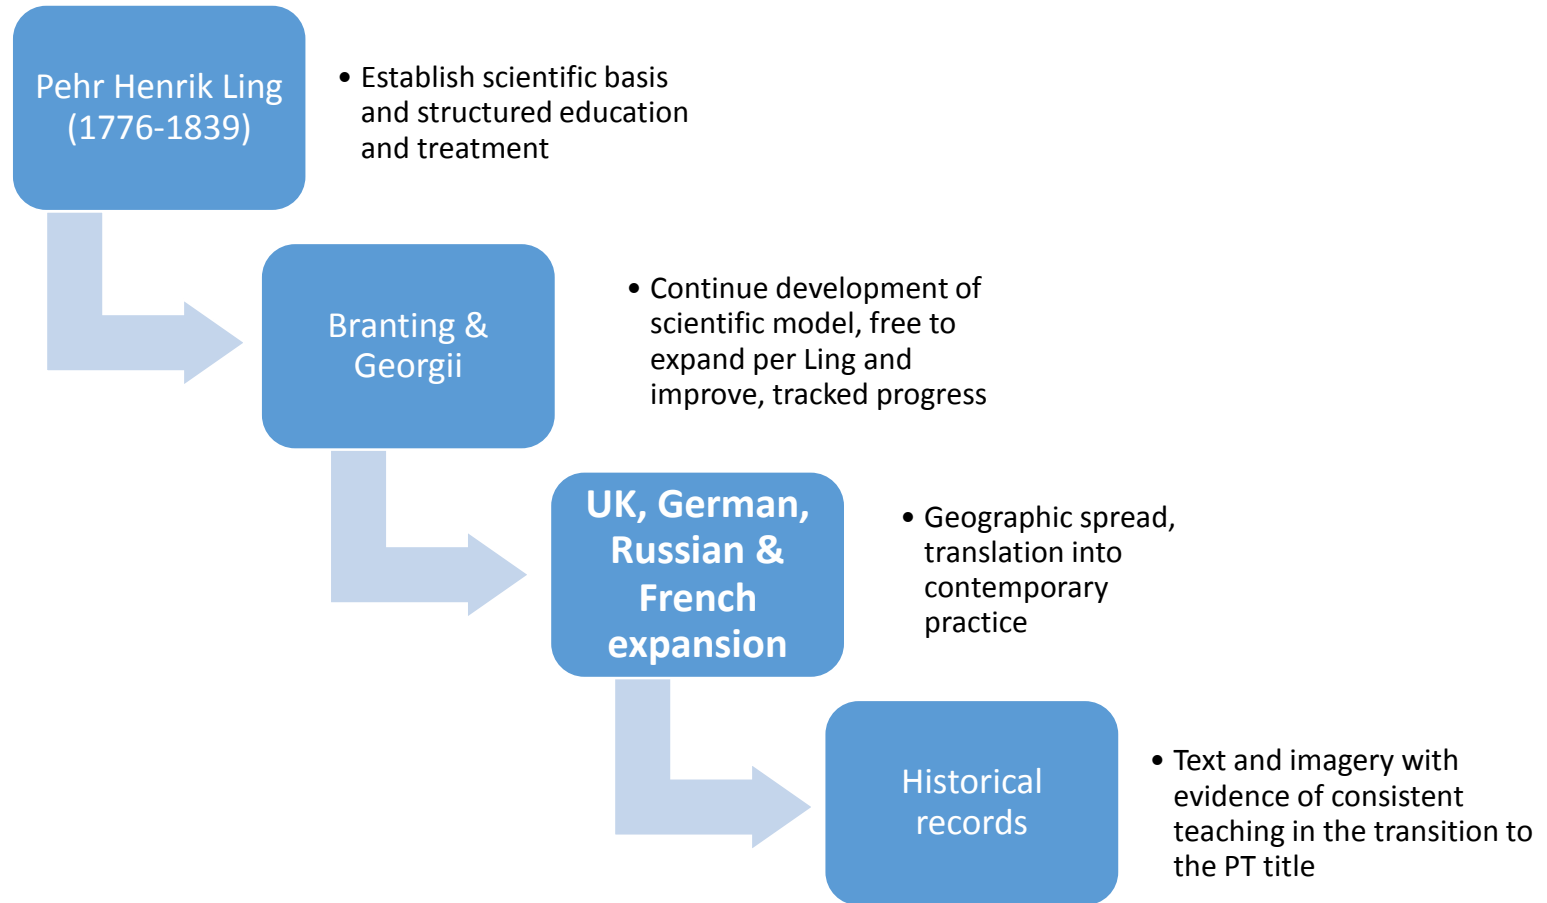 Pehr Henrik Ling
(1776-1839)
• Establish scientific basis
and structured education
and treatment
Branting &
Georgii
• Continue development of
scientific model, free to
expand per Ling and
improve, tracked progress
UK, German,
Russian &
French
expansion
• Geographic spread,
translation into
contemporary
practice
Historical
records
• Text and imagery with
evidence of consistent
teaching in the transition to
the PT title